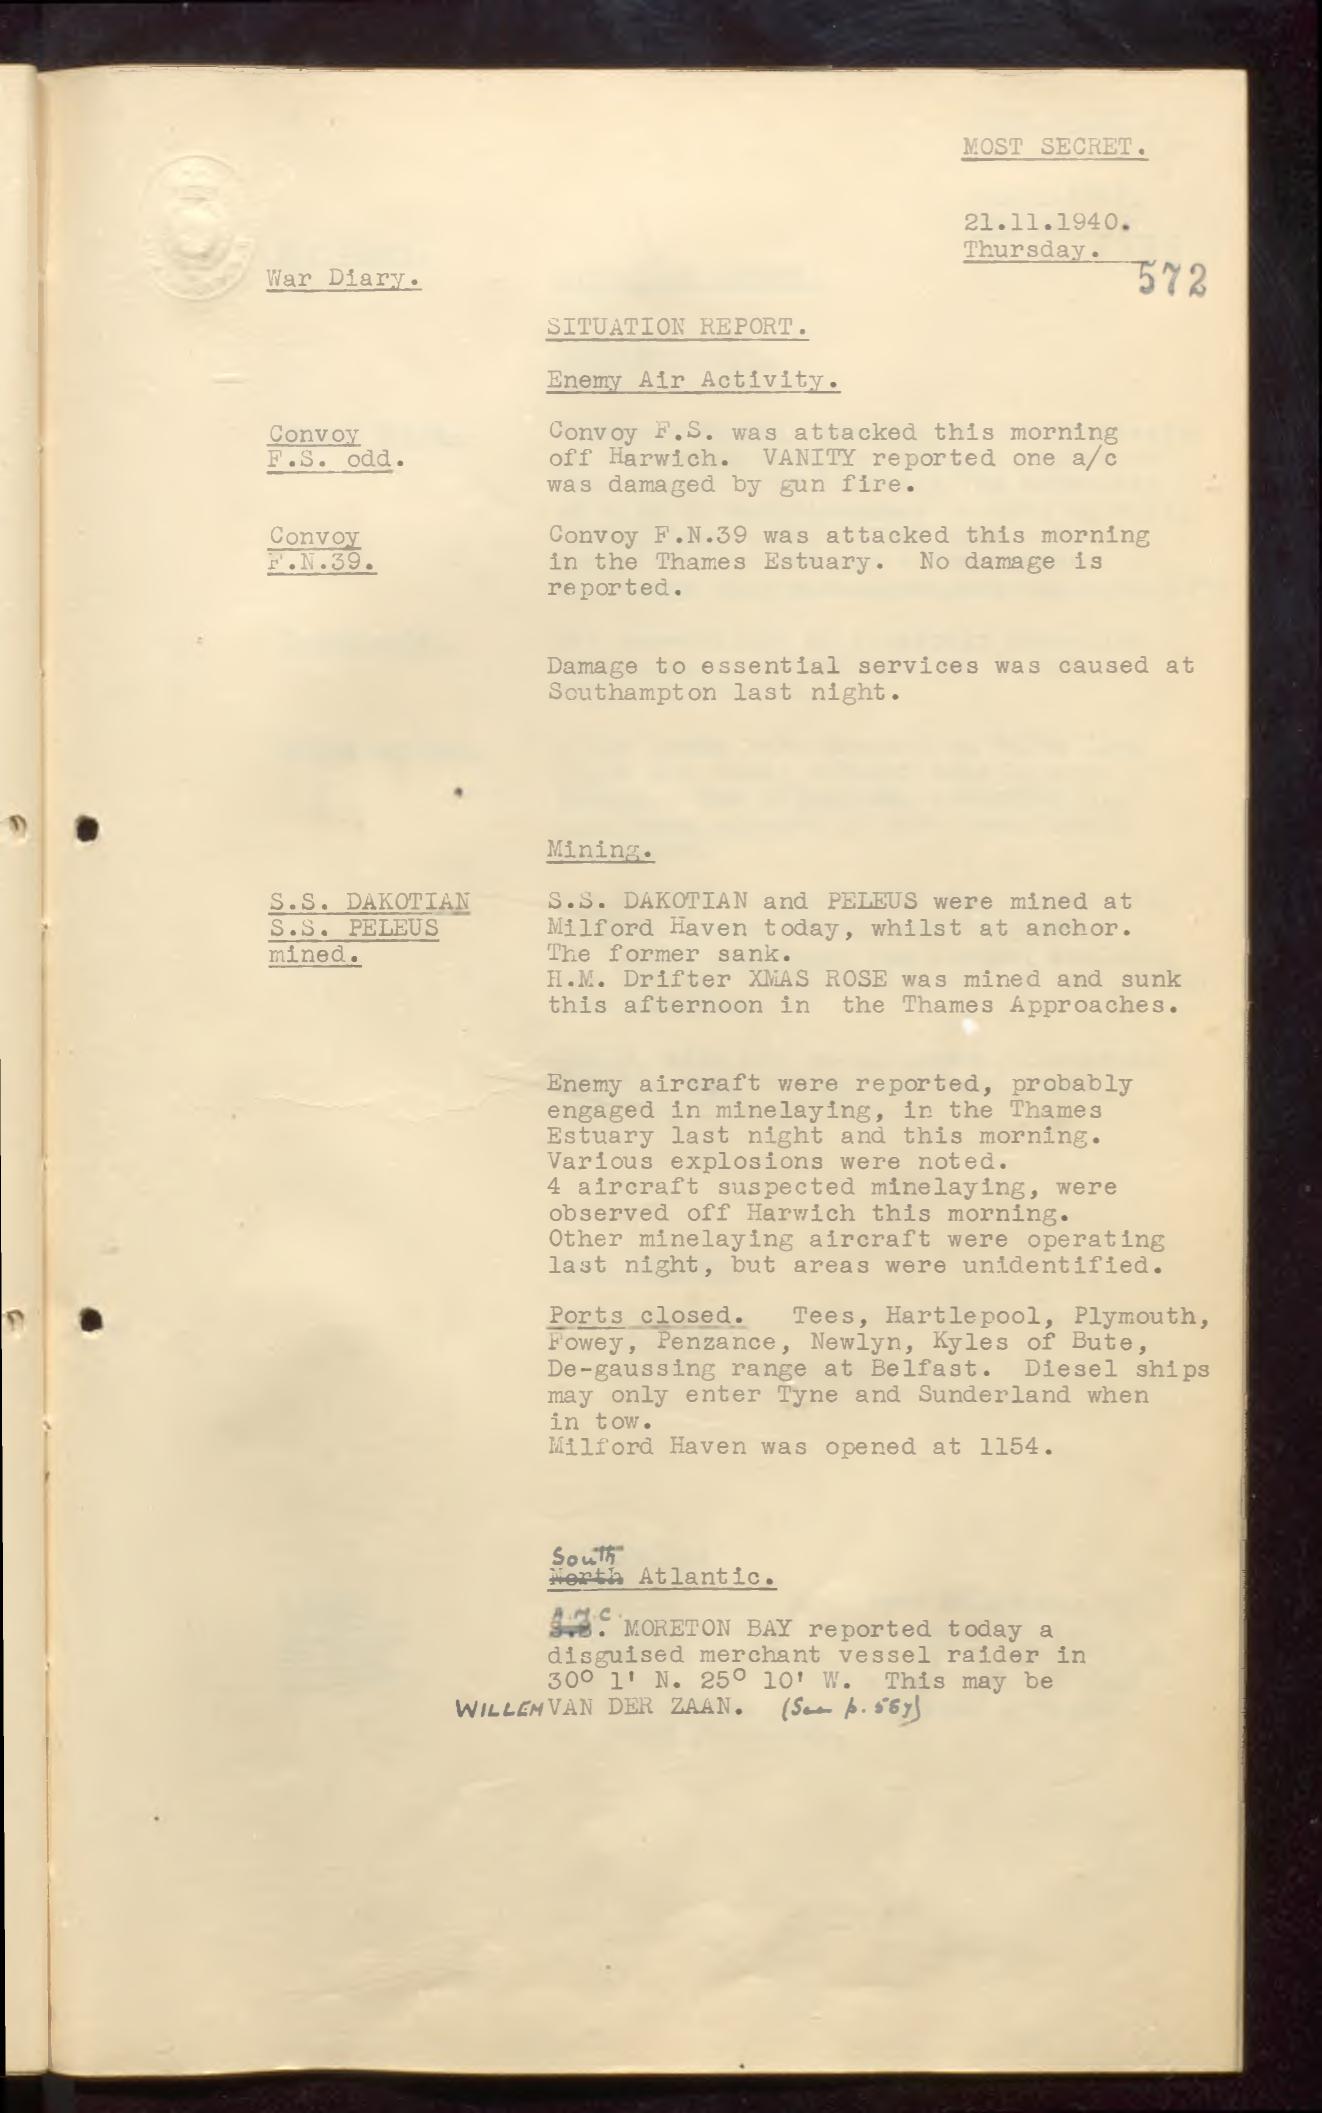 MOST SECRET.
21.11.1940.
Thursday.
572
War Diary.
SITUATION REPORT.
Enemy Air Activity.
Convoy
F.S. odd.
Convoy F.S. was attacked this morning
off Harwich. VANITY reported one a/c
was damaged by gun fire.
Convoy
F.N.39.
Convoy F.N.39 was attacked this morning
in the Thames Estuary. No damage is
reported.
Damage to essential services was caused at
Southampton last night.
Mining.
S.S. DAKOTIAN
S.S. PELEUS
mined.
S.S. DAKOTIAN and PELEUS were mined at
Milford Haven today, whilst at anchor.
The former sank.
H.M. Drifter XMAS ROSE was mined and sunk
this afternoon in the Thames Approaches.
Enemy aircraft were reported, probably
engaged in minelaying, in the Thames
Estuary last night and this morning.
Various explosions were noted.
4 aircraft suspected minelaying, were
observed off Harwich this morning.
Other minelaying aircraft were operating
last night, but areas were unidentified.
Ports closed. Tees, Hartlepool, Plymouth,
Fowey, Penzance, Newlyn, Kyles of Bute,
De-gaussing range at Belfast. Diesel ships
may only enter Tyne and Sunderland when
in tow.
Milford Haven was opened at 1154.
South
North Atlantic.
MORETON BAY reported today a
disguised merchant vessel raider in
30° 1' N. 25° 10' W. This may be
WILLEM VAN DER ZAAN. (See p. 567)